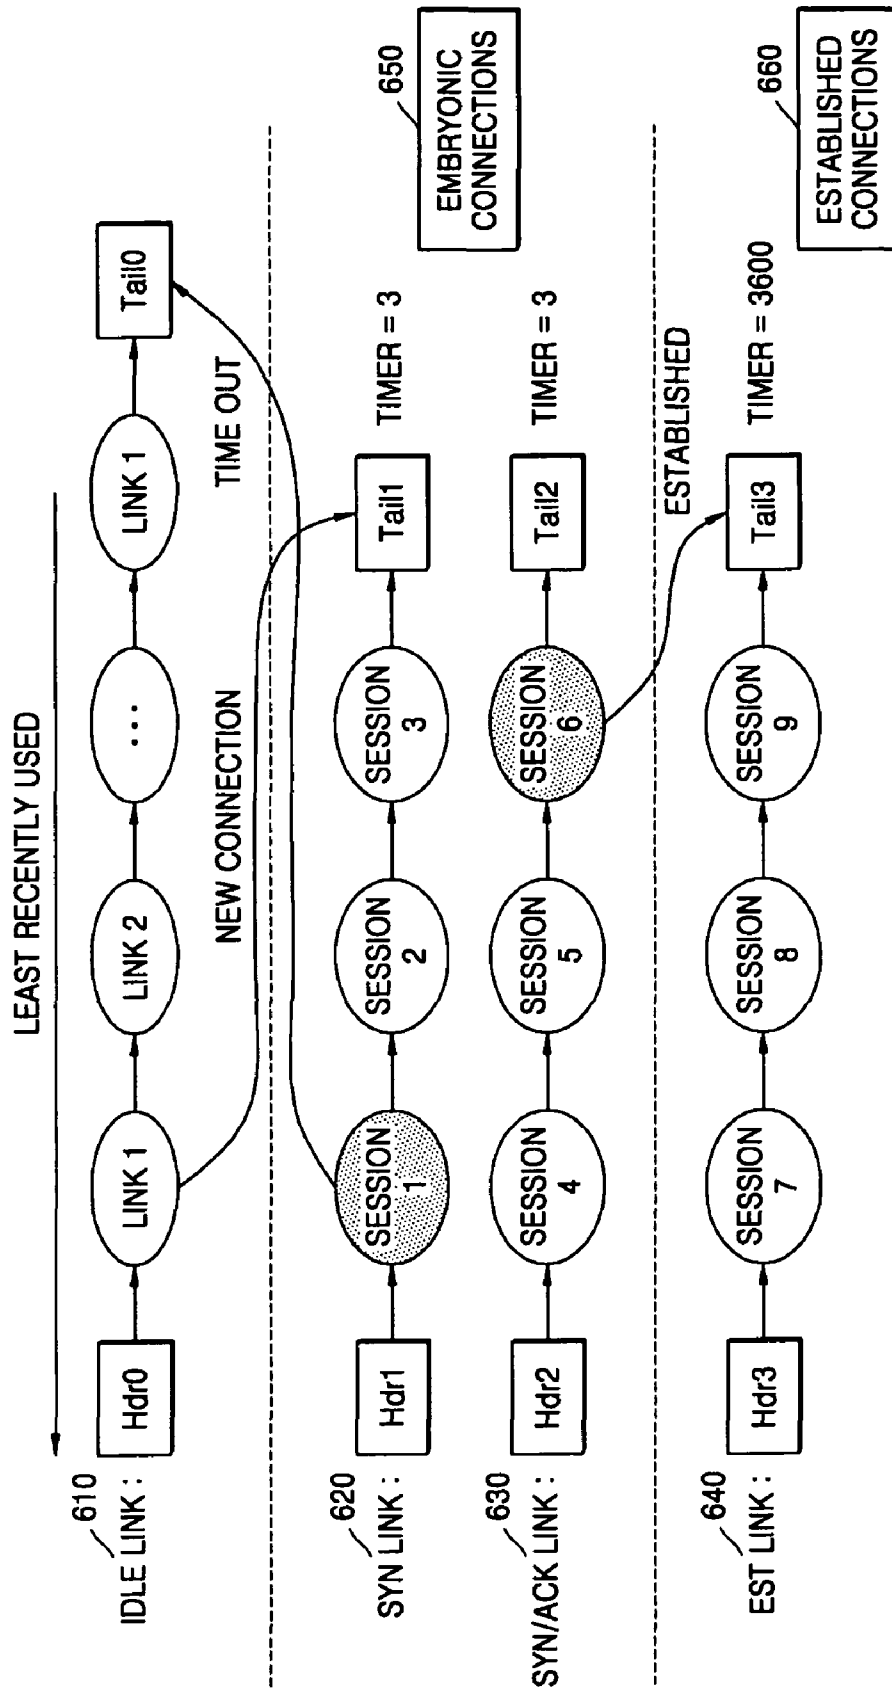 LEAST RECENTLY USED
610
IDLE LINK :
Hdr0
LINK 1
LINK 2
...
LINK 1
Tail0
NEW CONNECTION
TIME OUT
620
SYN LINK :
Hdr1
SESSION
1
SESSION
2
SESSION
3
Tail1
TIMER = 3
650
EMBRYONIC
CONNECTIONS
630
SYN/ACK LINK :
Hdr2
SESSION
4
SESSION
5
SESSION
6
Tail2
TIMER = 3
ESTABLISHED
640
EST LINK :
Hdr3
SESSION
7
SESSION
8
SESSION
9
Tail3
TIMER = 3600
660
ESTABLISHED
CONNECTIONS